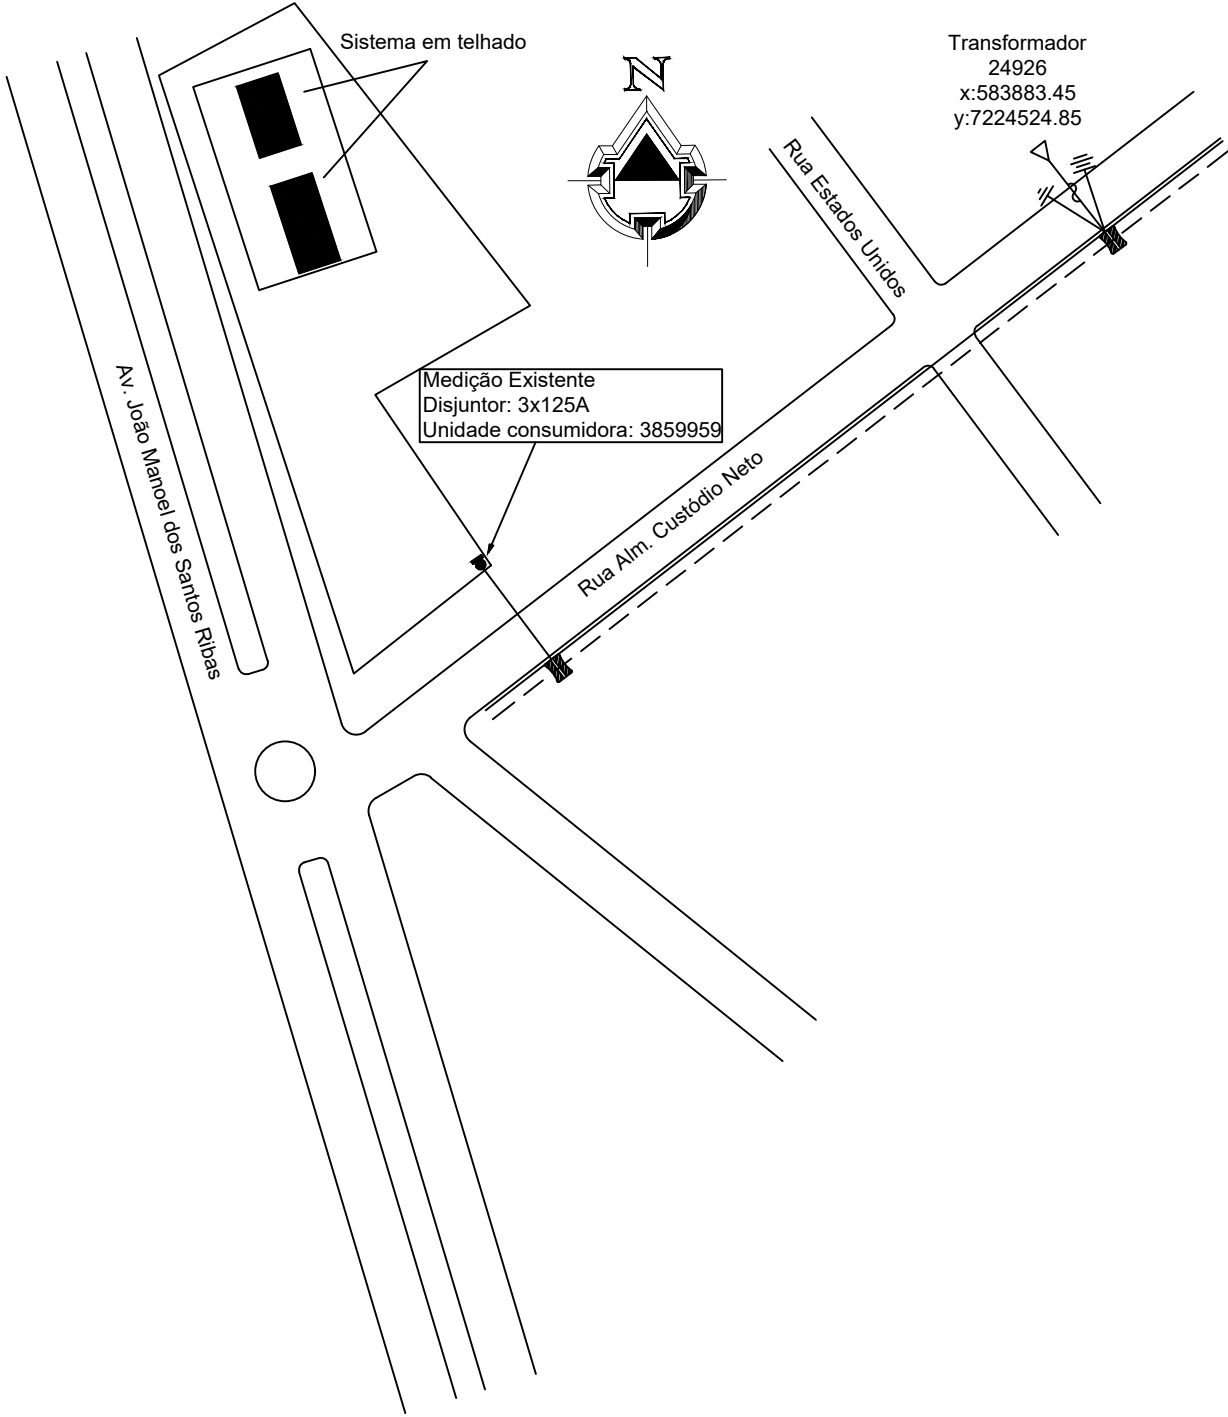 Sistema em telhado
N
Transformador
24926
x:583883.45
y:7224524.85
Rua Estados Unidos
Medição Existente
Disjuntor: 3x125A
Unidade consumidora: 3859959
Av. João Manoel dos Santos Ribas
Rua Alm. Custódio Neto